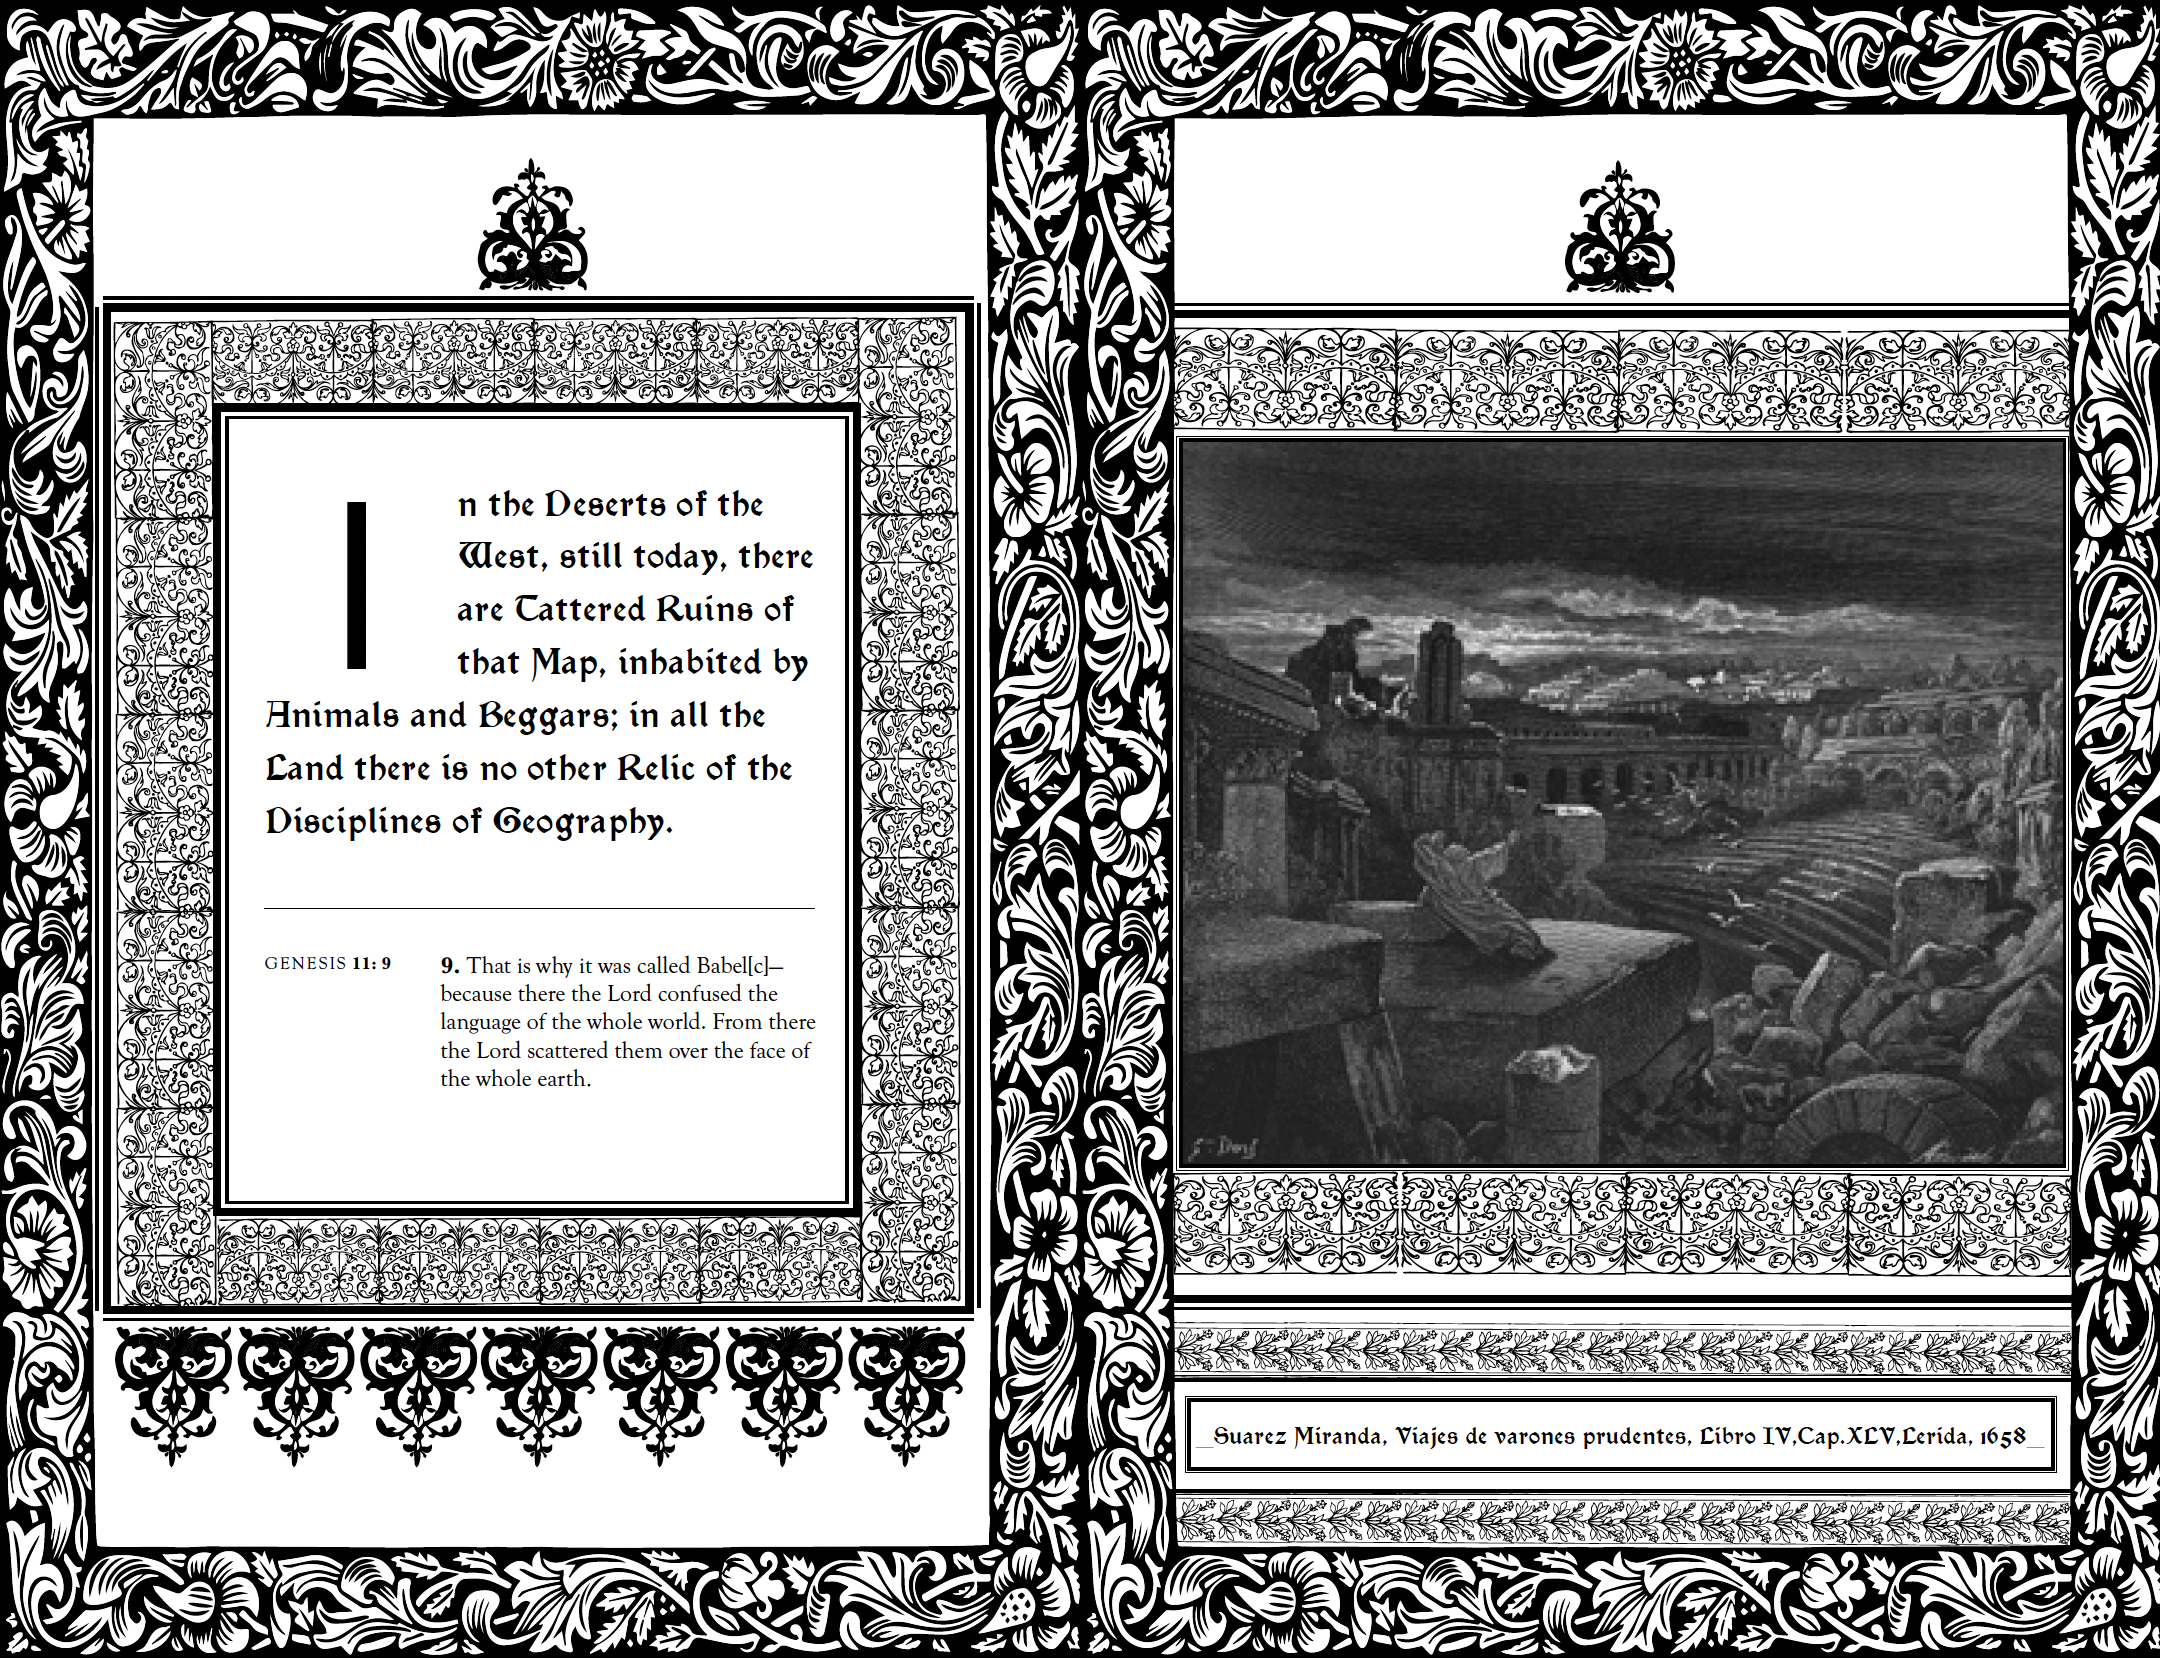 In the Deserts of the
West, still today, there
are Tattered Ruins of
that Map, inhabited by
Animals and Beggars; in all the
Land there is no other Relic of the
Disciplines of Geography.
GENESIS 11: 9
9. That is why it was called Babel[c]—
because there the Lord confused the
language of the whole world. From there
the Lord scattered them over the face of
the whole earth.
G. Doré
_Suarez Miranda, Viajes de varones prudentes, Libro IV,Cap.XLV,Lerida, 1658_